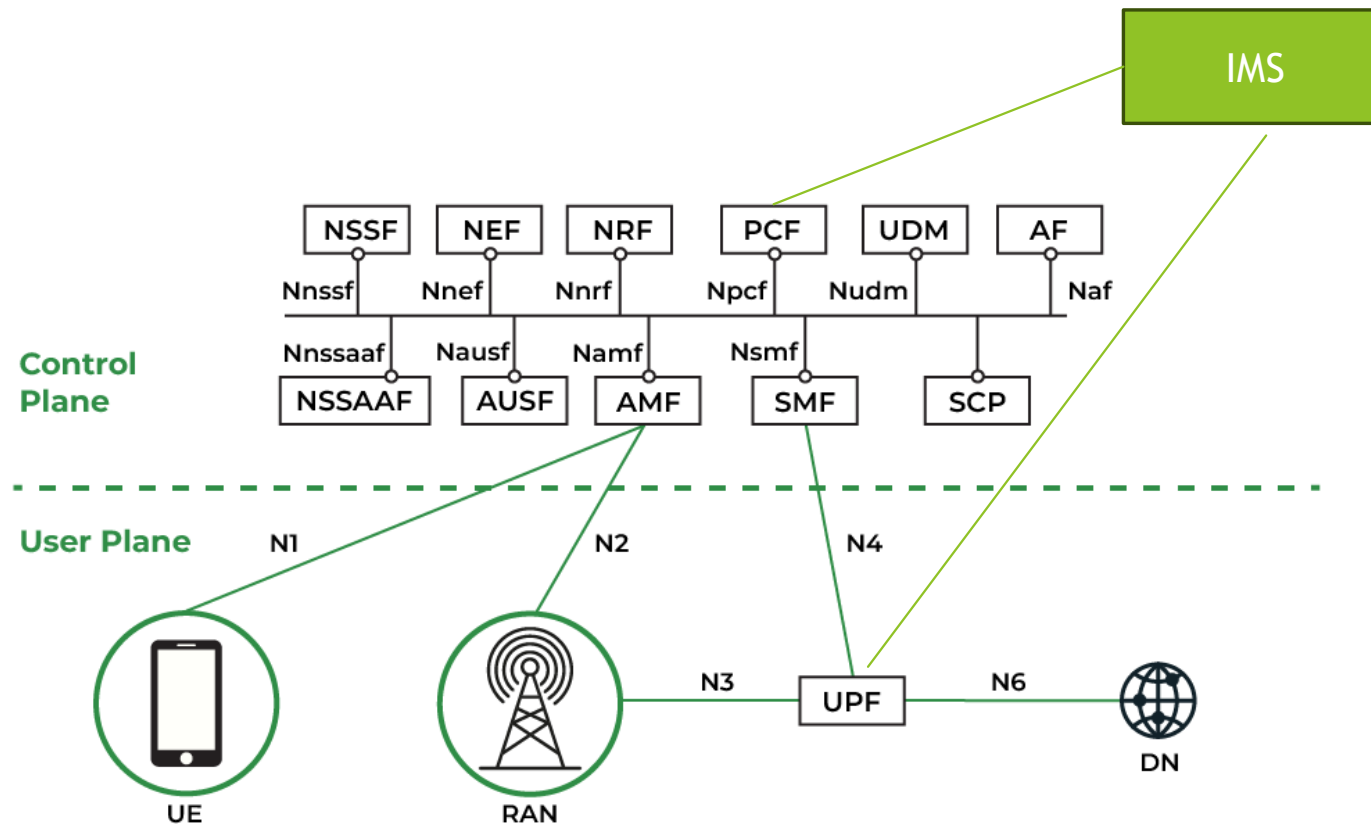 IMS
NSSF
NEF
NRF
PCF
UDM
AF
Nnssf
Nnef
Nnrf
Npcf
Nudm
Naf
Control
Plane
Nnssaaf
Nausf
Namf
Nsmf
NSSAAF
AUSF
AMF
SMF
SCP
User Plane
N1
N2
N4
N3
UPF
N6
DN
UE
RAN